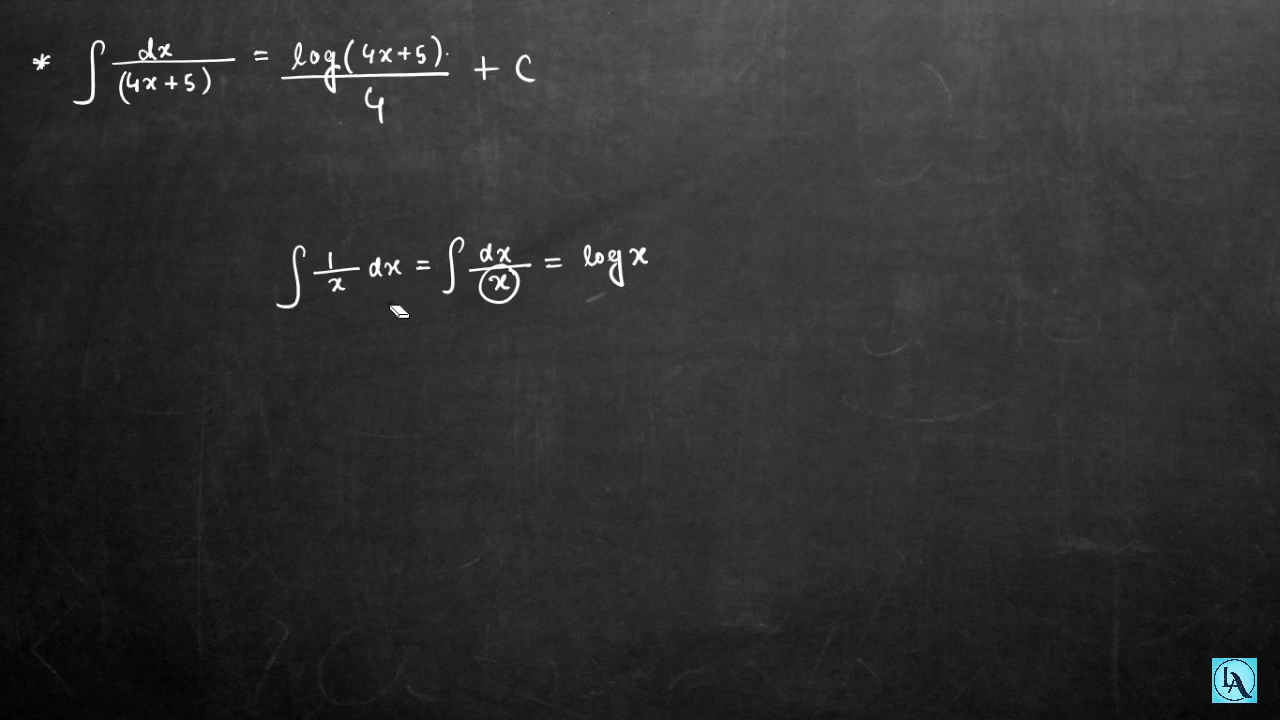 * ∫ dx/(4x+5) = log(4x+5)/4 + C
∫ 1/x dx = ∫ dx/x = log x
LA